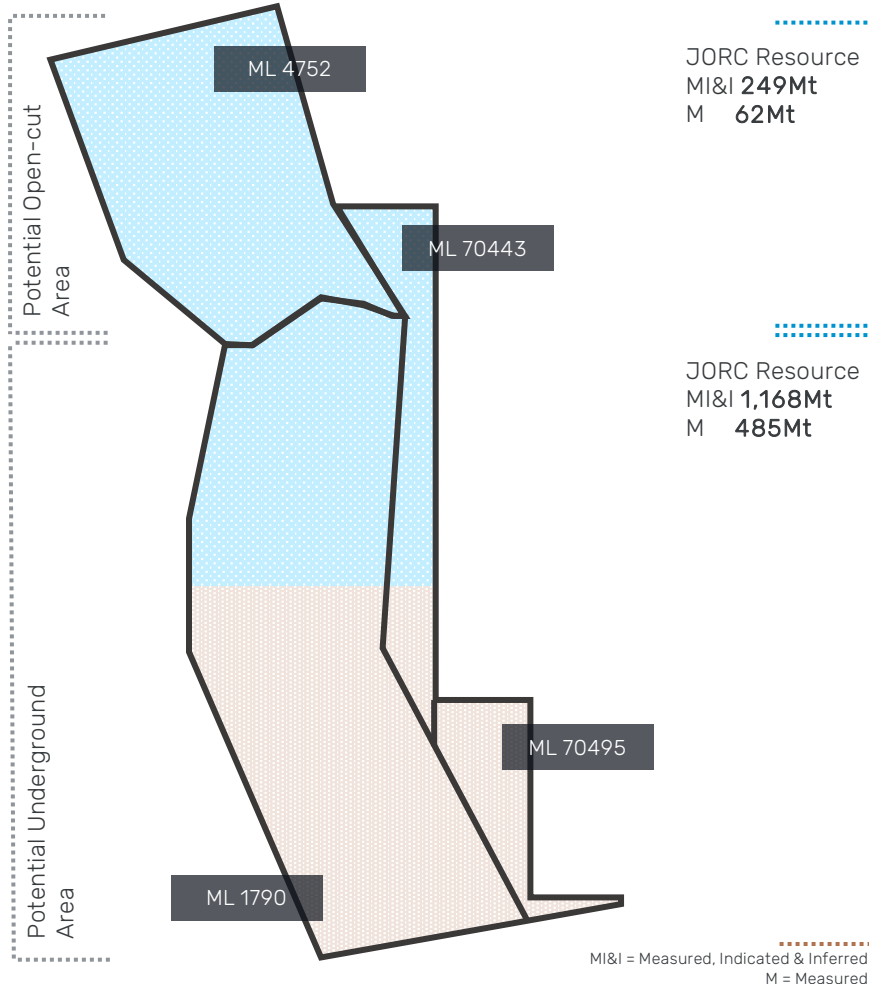 Potential Open-cut
Area
ML 4752
JORC Resource
MI&I 249Mt
M 62Mt
ML 70443
JORC Resource
MI&I 1,168Mt
M 485Mt
Potential Underground
Area
ML 70495
ML 1790
MI&I = Measured, Indicated & Inferred
M = Measured